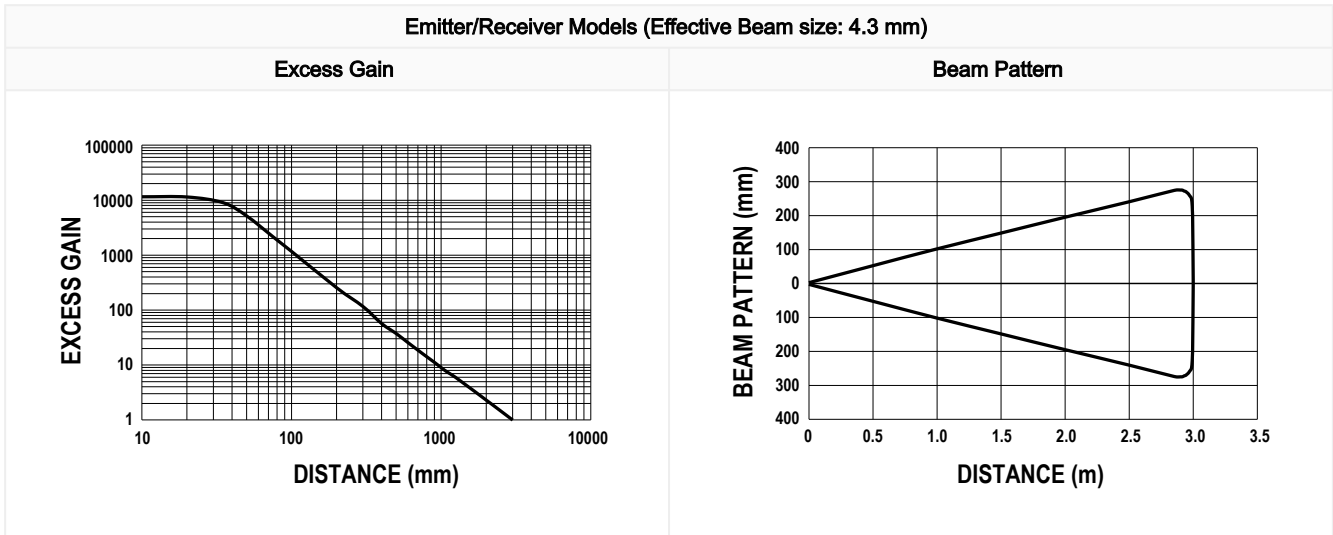 Emitter/Receiver Models (Effective Beam size: 4.3 mm)
Excess Gain
Beam Pattern
EXCESS GAIN
100000
10000
1000
100
10
1
10 100 1000 10000
DISTANCE (mm)
BEAM PATTERN (mm)
400
300
200
100
0
100
200
300
400
0 0.5 1.0 1.5 2.0 2.5 3.0 3.5
DISTANCE (m)